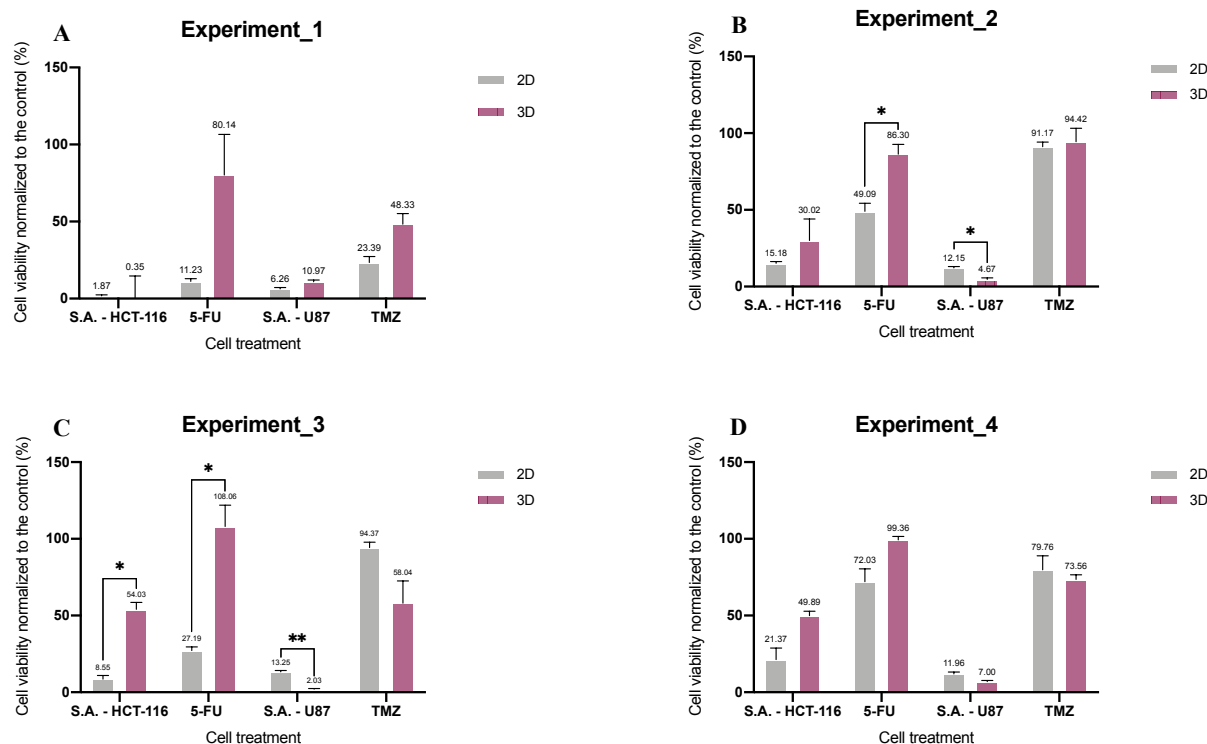 A
Experiment_1
Cell viability normalized to the control (%)
150
100
50
0
1.87
0.35
11.23
80.14
6.26
10.97
23.39
48.33
S.A. - HCT-116
5-FU
S.A. - U87
TMZ
Cell treatment
2D
3D
B
Experiment_2
Cell viability normalized to the control (%)
150
100
50
0
15.18
30.02
49.09
*
86.30
12.15
*
4.67
91.17
94.42
S.A. - HCT-116
5-FU
S.A. - U87
TMZ
Cell treatment
2D
3D
C
Experiment_3
Cell viability normalized to the control (%)
150
100
50
0
8.55
*
54.03
27.19
*
108.06
13.25
**
2.03
94.37
58.04
S.A. - HCT-116
5-FU
S.A. - U87
TMZ
Cell treatment
2D
3D
D
Experiment_4
Cell viability normalized to the control (%)
150
100
50
0
21.37
49.89
72.03
99.36
11.96
7.00
79.76
73.56
S.A. - HCT-116
5-FU
S.A. - U87
TMZ
Cell treatment
2D
3D